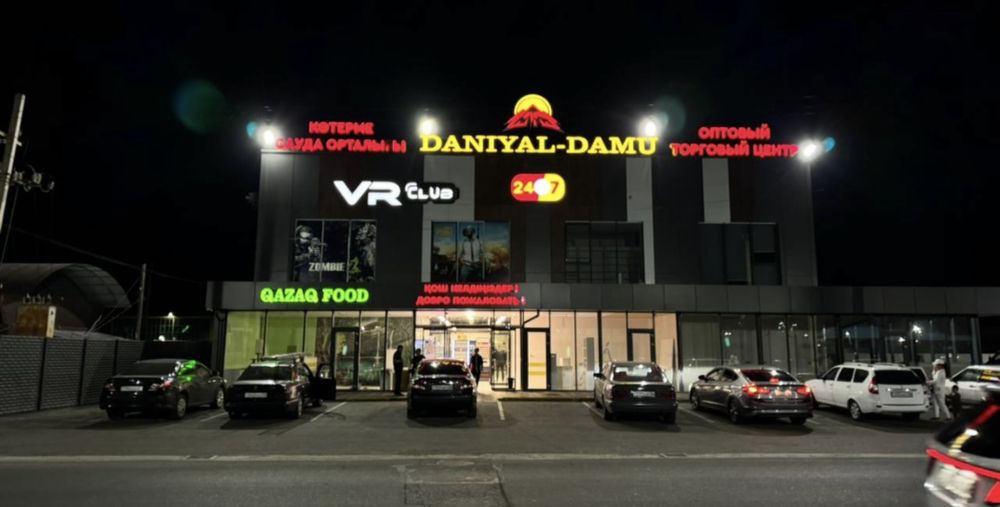 КӨТЕРМЕ
САУДА ОРТАЛЫҒЫ
DANIYAL-DAMU
ОПТОВЫЙ
ТОРГОВЫЙ ЦЕНТР
VR CLUB
24 7
ZOMBIE
QAZAQ FOOD
ҚОШ КЕЛДІҢІЗДЕР!
ДОБРО ПОЖАЛОВАТЬ!